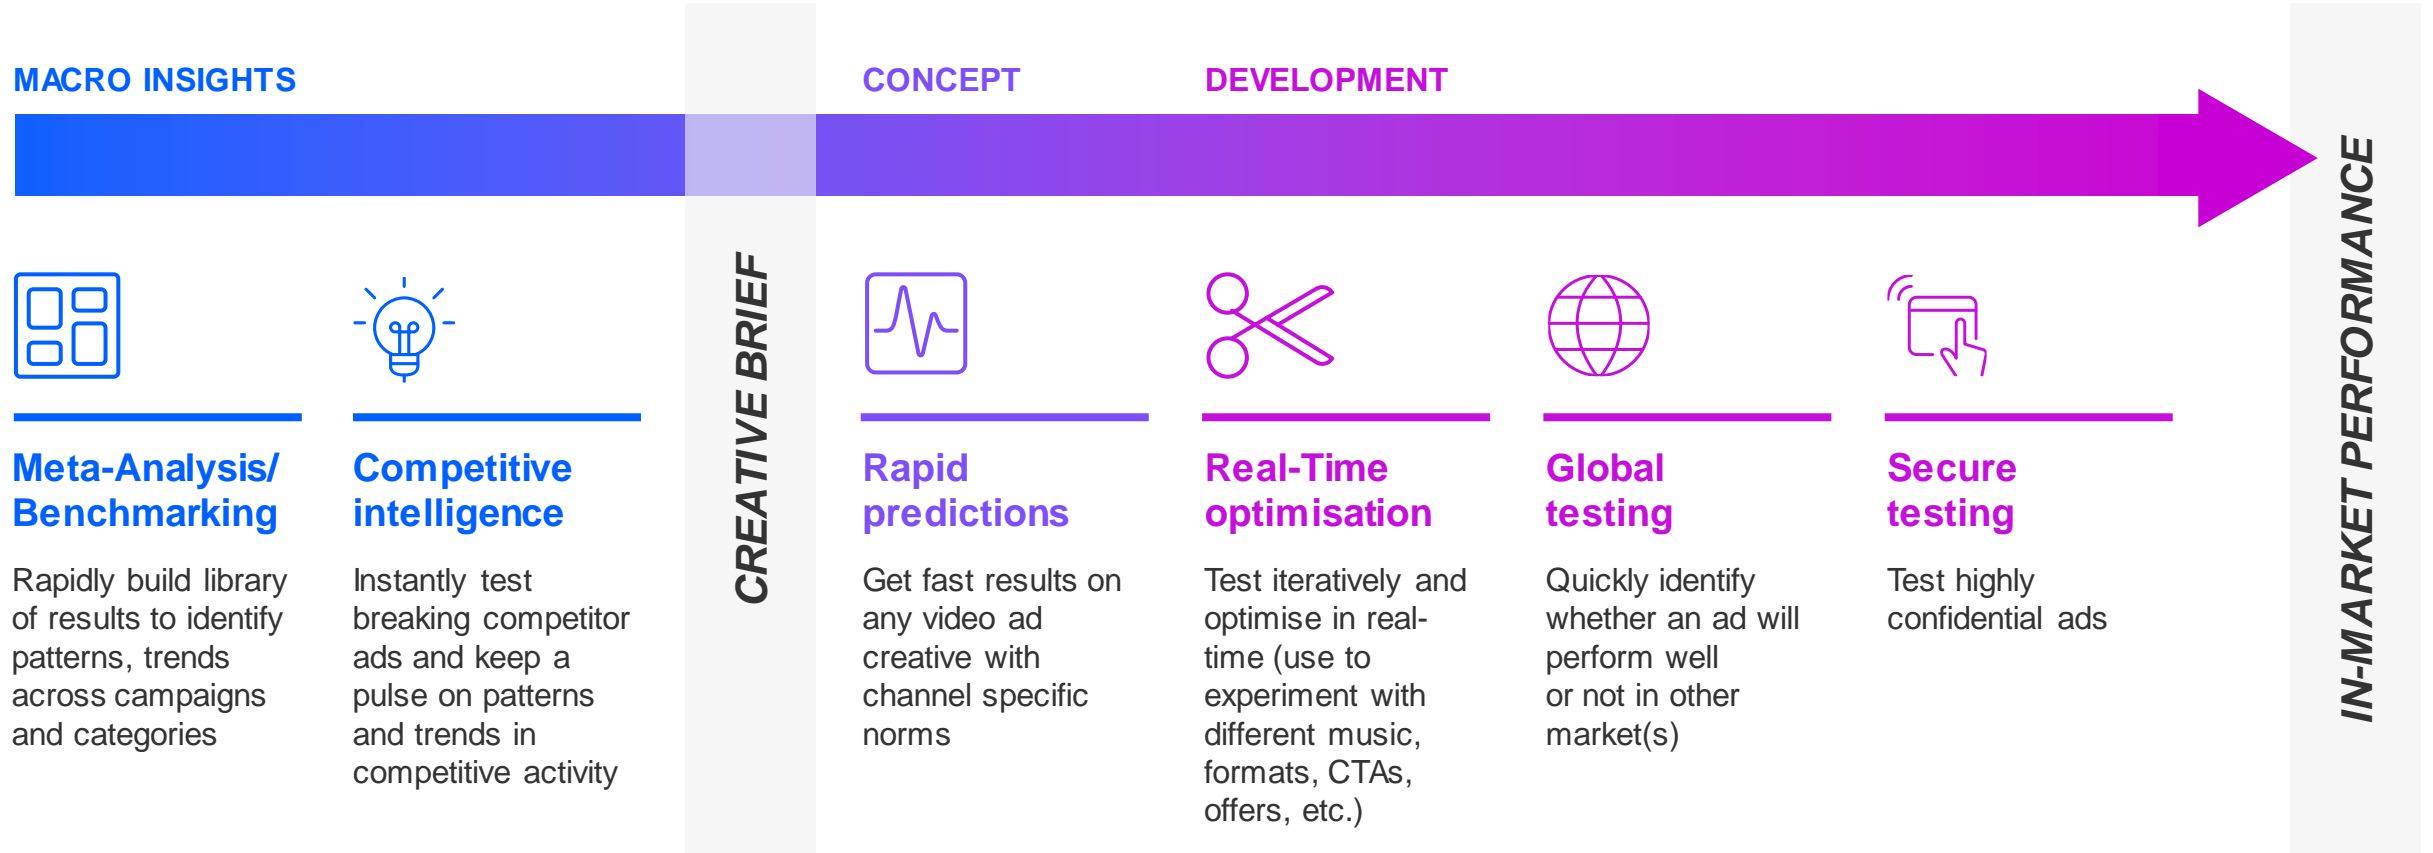 MACRO INSIGHTS
CONCEPT
DEVELOPMENT
Meta-Analysis/
Benchmarking
Rapidly build library
of results to identify
patterns, trends
across campaigns
and categories
Competitive
intelligence
Instantly test
breaking competitor
ads and keep a
pulse on patterns
and trends in
competitive activity
CREATIVE BRIEF
Rapid
predictions
Get fast results on
any video ad
creative with
channel specific
norms
Real-Time
optimisation
Test iteratively and
optimise in real-
time (use to
experiment with
different music,
formats, CTAs,
offers, etc.)
Global
testing
Quickly identify
whether an ad will
perform well
or not in other
market(s)
Secure
testing
Test highly
confidential ads
IN-MARKET PERFORMANCE